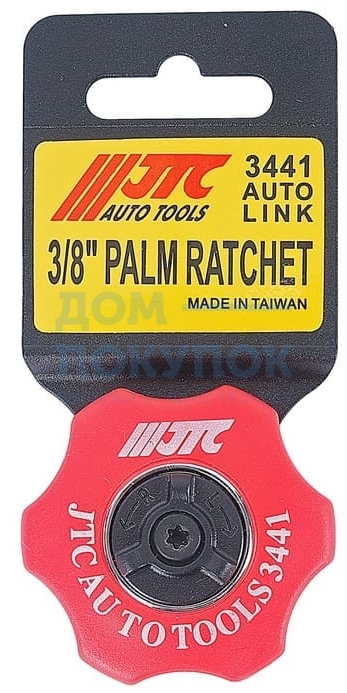 JTC
AUTO TOOLS
3441
AUTO
LINK
3/8" PALM RATCHET
MADE IN TAIWAN
ДОМ
ПОКУПОК
JTC
R L
JTC AUTO TOOLS 3441